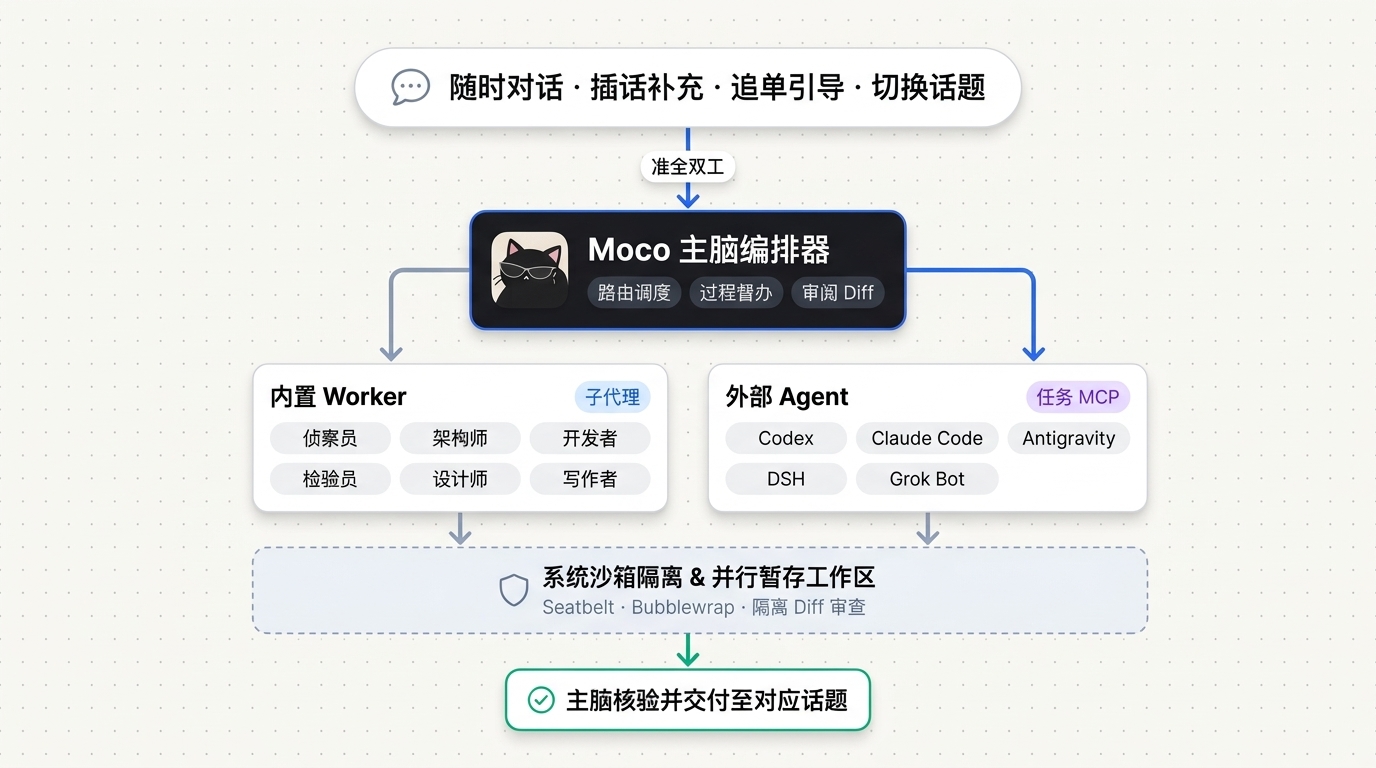 随时对话 · 插话补充 · 追单引导 · 切换话题
准全双工
Moco 主脑编排器
路由调度 过程督办 审阅 Diff
内置 Worker 子代理
侦察员 架构师 开发者
检验员 设计师 写作者
外部 Agent 任务 MCP
Codex Claude Code Antigravity
DSH Grok Bot
系统沙箱隔离 & 并行暂存工作区
Seatbelt · Bubblewrap · 隔离 Diff 审查
主脑核验并交付至对应话题